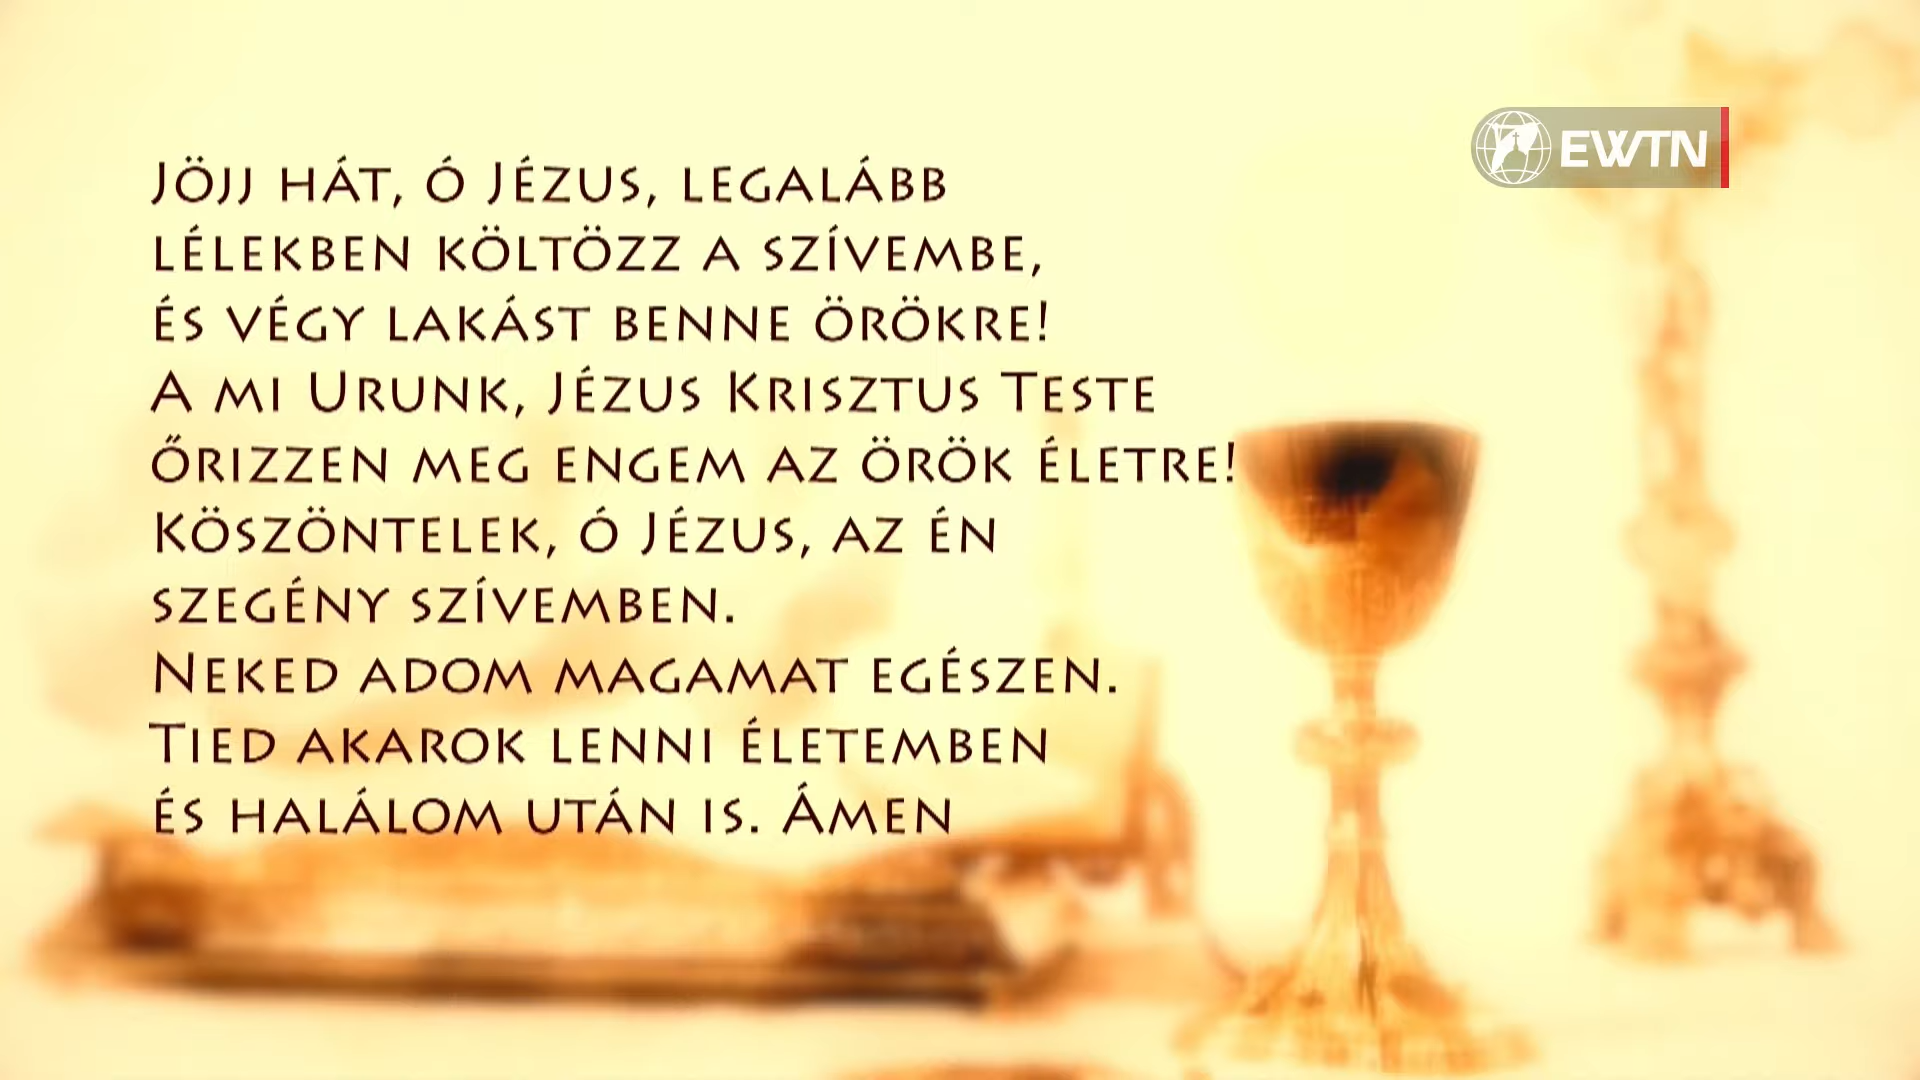 EWTN
Jöjj hát, ó Jézus, legalább
lélekben költözz a szívembe,
és végy lakást benne örökre!
A mi Urunk, Jézus Krisztus Teste
őrizzen meg engem az örök életre!
Köszöntelek, ó Jézus, az én
szegény szívemben.
Neked adom magamat egészen.
Tied akarok lenni életemben
és halálom után is. Ámen